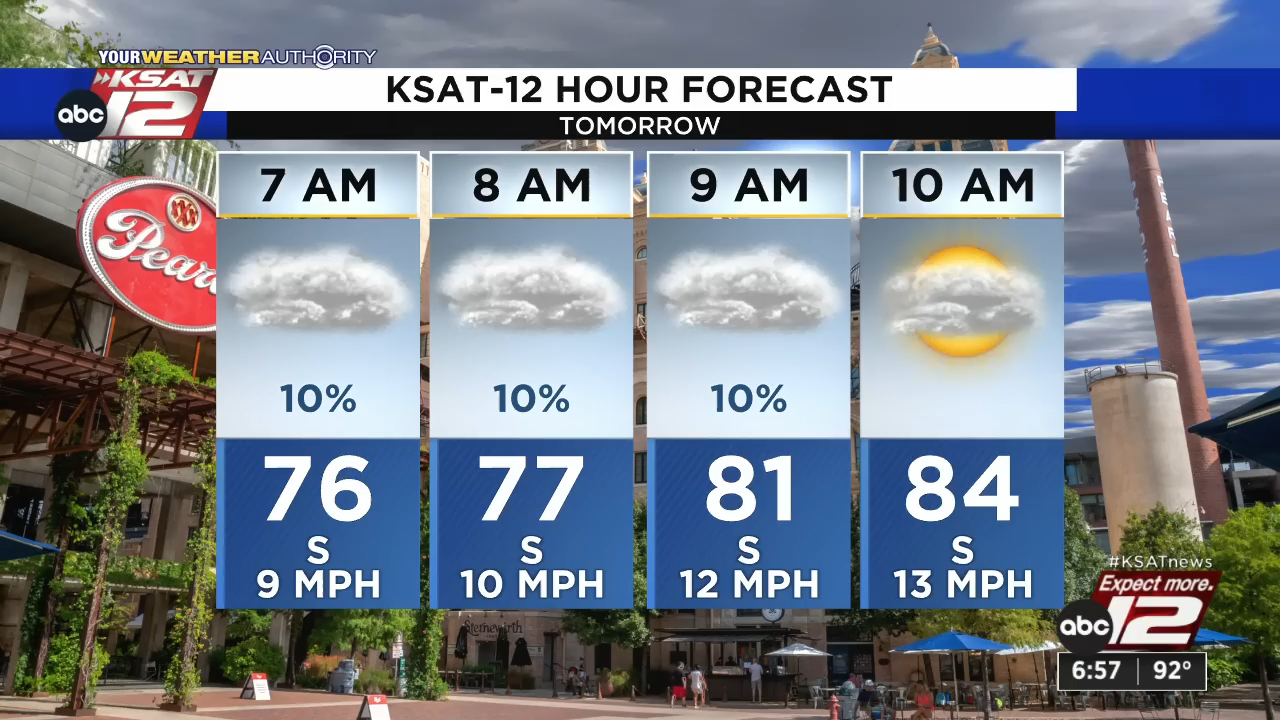 YOUR WEATHER AUTHORITY
KSAT
12
abc
KSAT-12 HOUR FORECAST
TOMORROW
7 AM
8 AM
9 AM
10 AM
Pear
10%
10%
10%
76
77
81
84
S
S
S
S
9 MPH
10 MPH
12 MPH
13 MPH
#KSATnews
Expect more.
abc
12
6:57
92°
Sternewirth